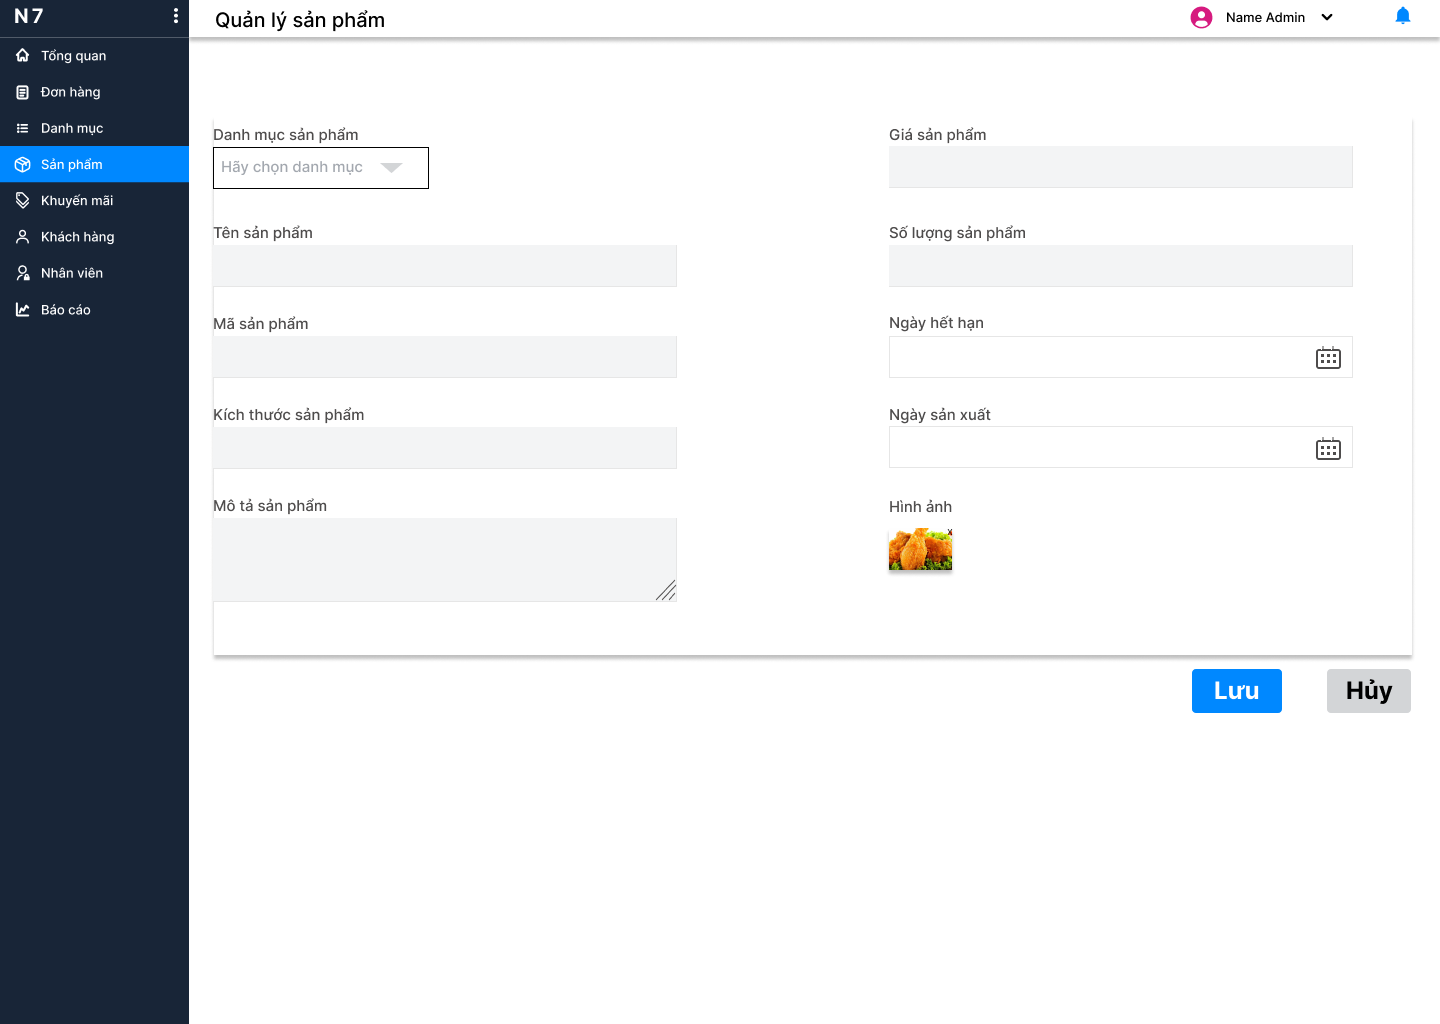 N7
Quản lý sản phẩm
Name Admin
Tổng quan
Đơn hàng
Danh mục
Sản phẩm
Khuyến mãi
Khách hàng
Nhân viên
Báo cáo
Danh mục sản phẩm
Hãy chọn danh mục
Tên sản phẩm
Mã sản phẩm
Kích thước sản phẩm
Mô tả sản phẩm
Giá sản phẩm
Số lượng sản phẩm
Ngày hết hạn
Ngày sản xuất
Hình ảnh
x
Lưu
Hủy